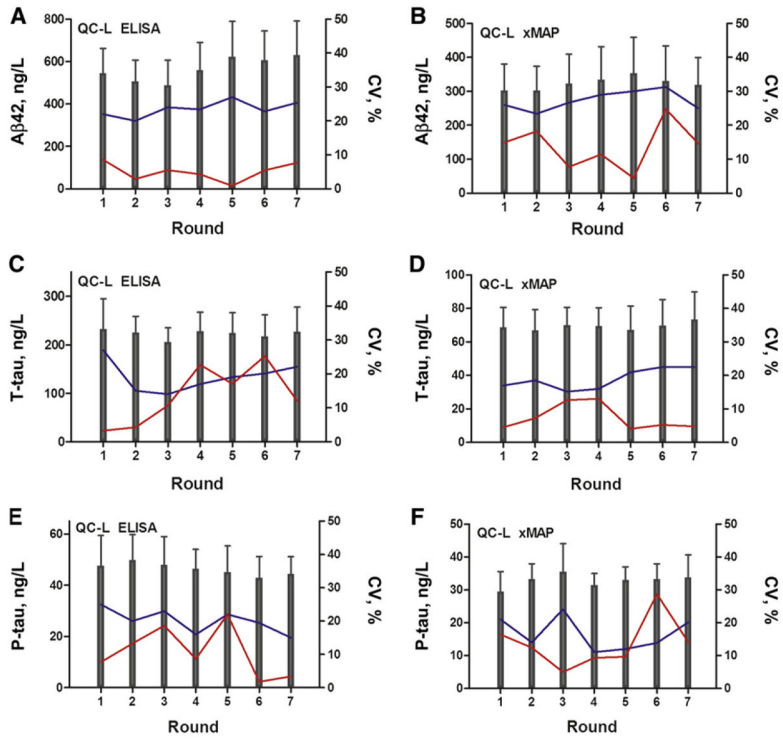 A
QC-L ELISA
Aβ42, ng/L
800
600
400
200
0
50
40
30
20
10
0
CV, %
1 2 3 4 5 6 7
Round
B
QC-L xMAP
Aβ42, ng/L
500
400
300
200
100
0
50
40
30
20
10
0
CV, %
1 2 3 4 5 6 7
Round
C
QC-L ELISA
T-tau, ng/L
300
200
100
0
50
40
30
20
10
0
CV, %
1 2 3 4 5 6 7
Round
D
QC-L xMAP
T-tau, ng/L
100
80
60
40
20
0
50
40
30
20
10
0
CV, %
1 2 3 4 5 6 7
Round
E
QC-L ELISA
P-tau, ng/L
60
40
20
0
50
40
30
20
10
0
CV, %
1 2 3 4 5 6 7
Round
F
QC-L xMAP
P-tau, ng/L
50
40
30
20
10
0
50
40
30
20
10
0
CV, %
1 2 3 4 5 6 7
Round